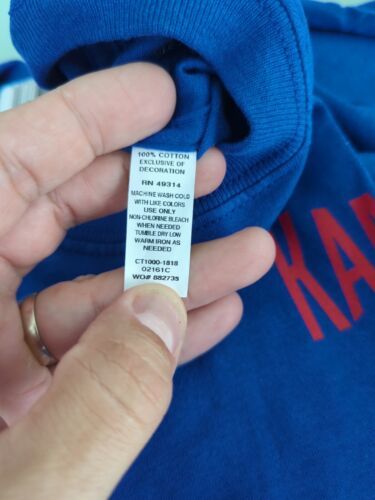 100% COTTON
EXCLUSIVE OF
DECORATION
RN 49314
MACHINE WASH COLD
WITH LIKE COLORS
USE ONLY
NON-CHLORINE BLEACH
WHEN NEEDED
TUMBLE DRY LOW
WARM IRON AS
NEEDED
CT1000-1818
02161C
WO# 882735
KA